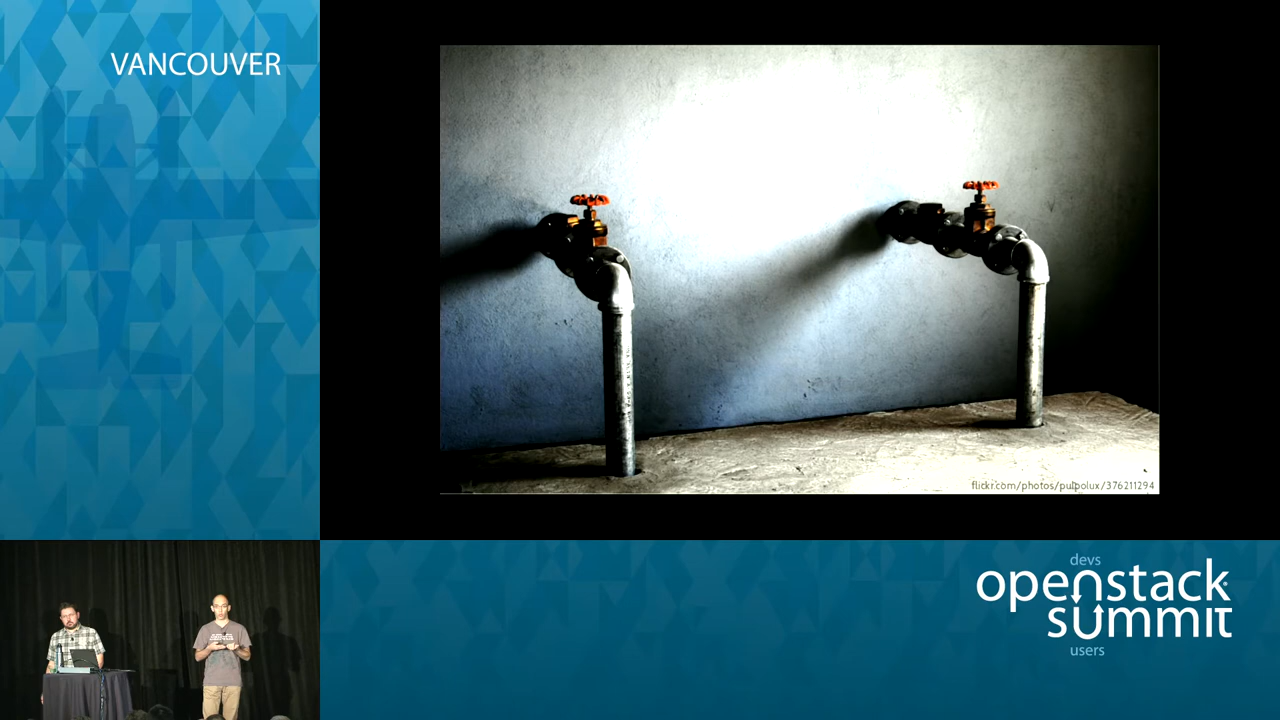 VANCOUVER
flickr.com/photos/pulpolux/376211294
devs
openstack
summit
users